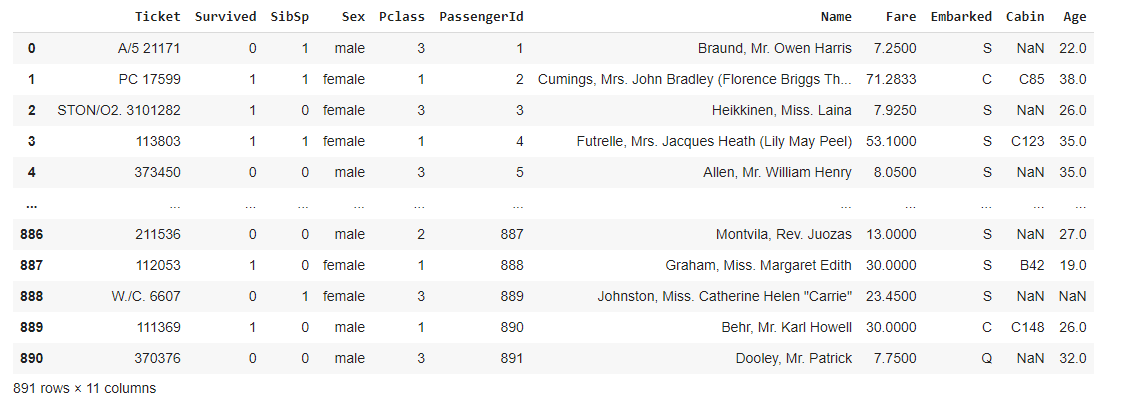 Ticket Survived SibSp Sex Pclass PassengerId Name Fare Embarked Cabin Age
0 A/5 21171 0 1 male 3 1 Braund, Mr. Owen Harris 7.2500 S NaN 22.0
1 PC 17599 1 1 female 1 2 Cumings, Mrs. John Bradley (Florence Briggs Th... 71.2833 C C85 38.0
2 STON/O2. 3101282 1 0 female 3 3 Heikkinen, Miss. Laina 7.9250 S NaN 26.0
3 113803 1 1 female 1 4 Futrelle, Mrs. Jacques Heath (Lily May Peel) 53.1000 S C123 35.0
4 373450 0 0 male 3 5 Allen, Mr. William Henry 8.0500 S NaN 35.0
... ... ... ... ... ... ... ... ... ... ... ...
886 211536 0 0 male 2 887 Montvila, Rev. Juozas 13.0000 S NaN 27.0
887 112053 1 0 female 1 888 Graham, Miss. Margaret Edith 30.0000 S B42 19.0
888 W./C. 6607 0 1 female 3 889 Johnston, Miss. Catherine Helen "Carrie" 23.4500 S NaN NaN
889 111369 1 0 male 1 890 Behr, Mr. Karl Howell 30.0000 C C148 26.0
890 370376 0 0 male 3 891 Dooley, Mr. Patrick 7.7500 Q NaN 32.0
891 rows × 11 columns